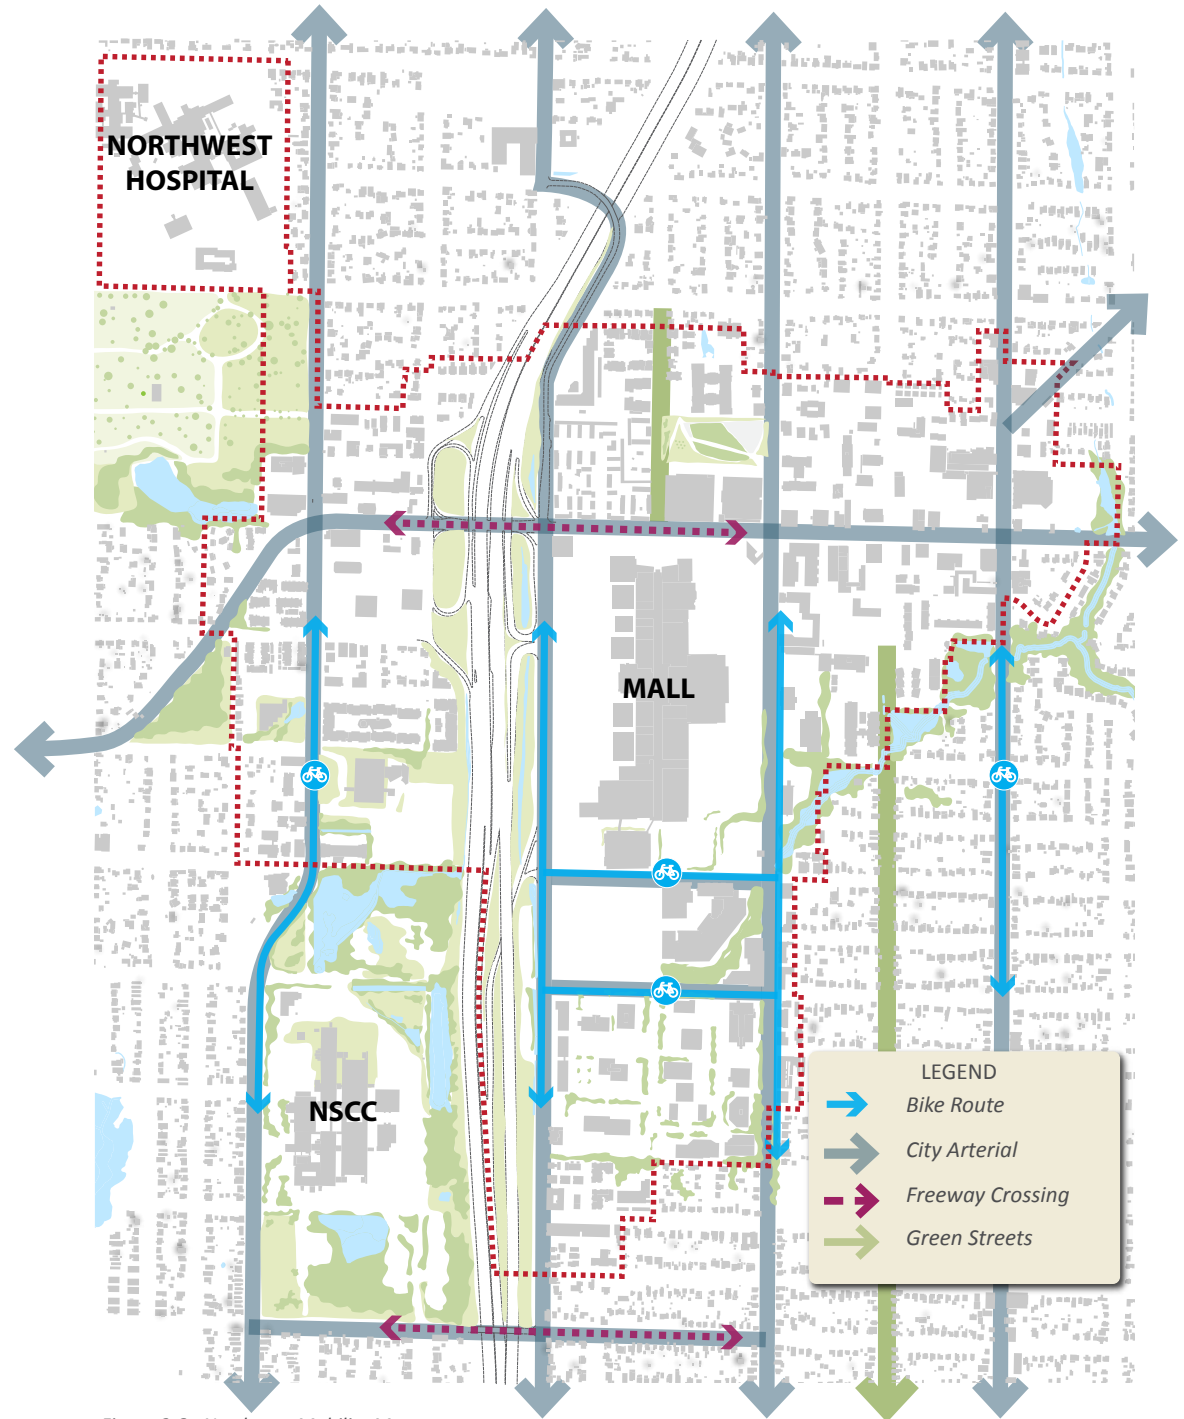 NORTHWEST
HOSPITAL
MALL
NSCC
LEGEND
Bike Route
City Arterial
Freeway Crossing
Green Streets